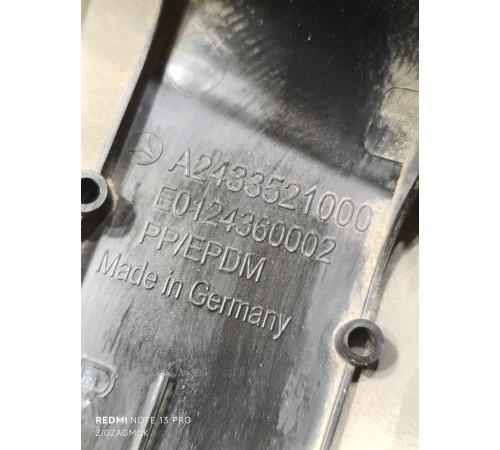 A2433521000
E0124360002
PP/EPDM
Made in Germany
REDMI NOTE 13 PRO
ZIGZAGMOK